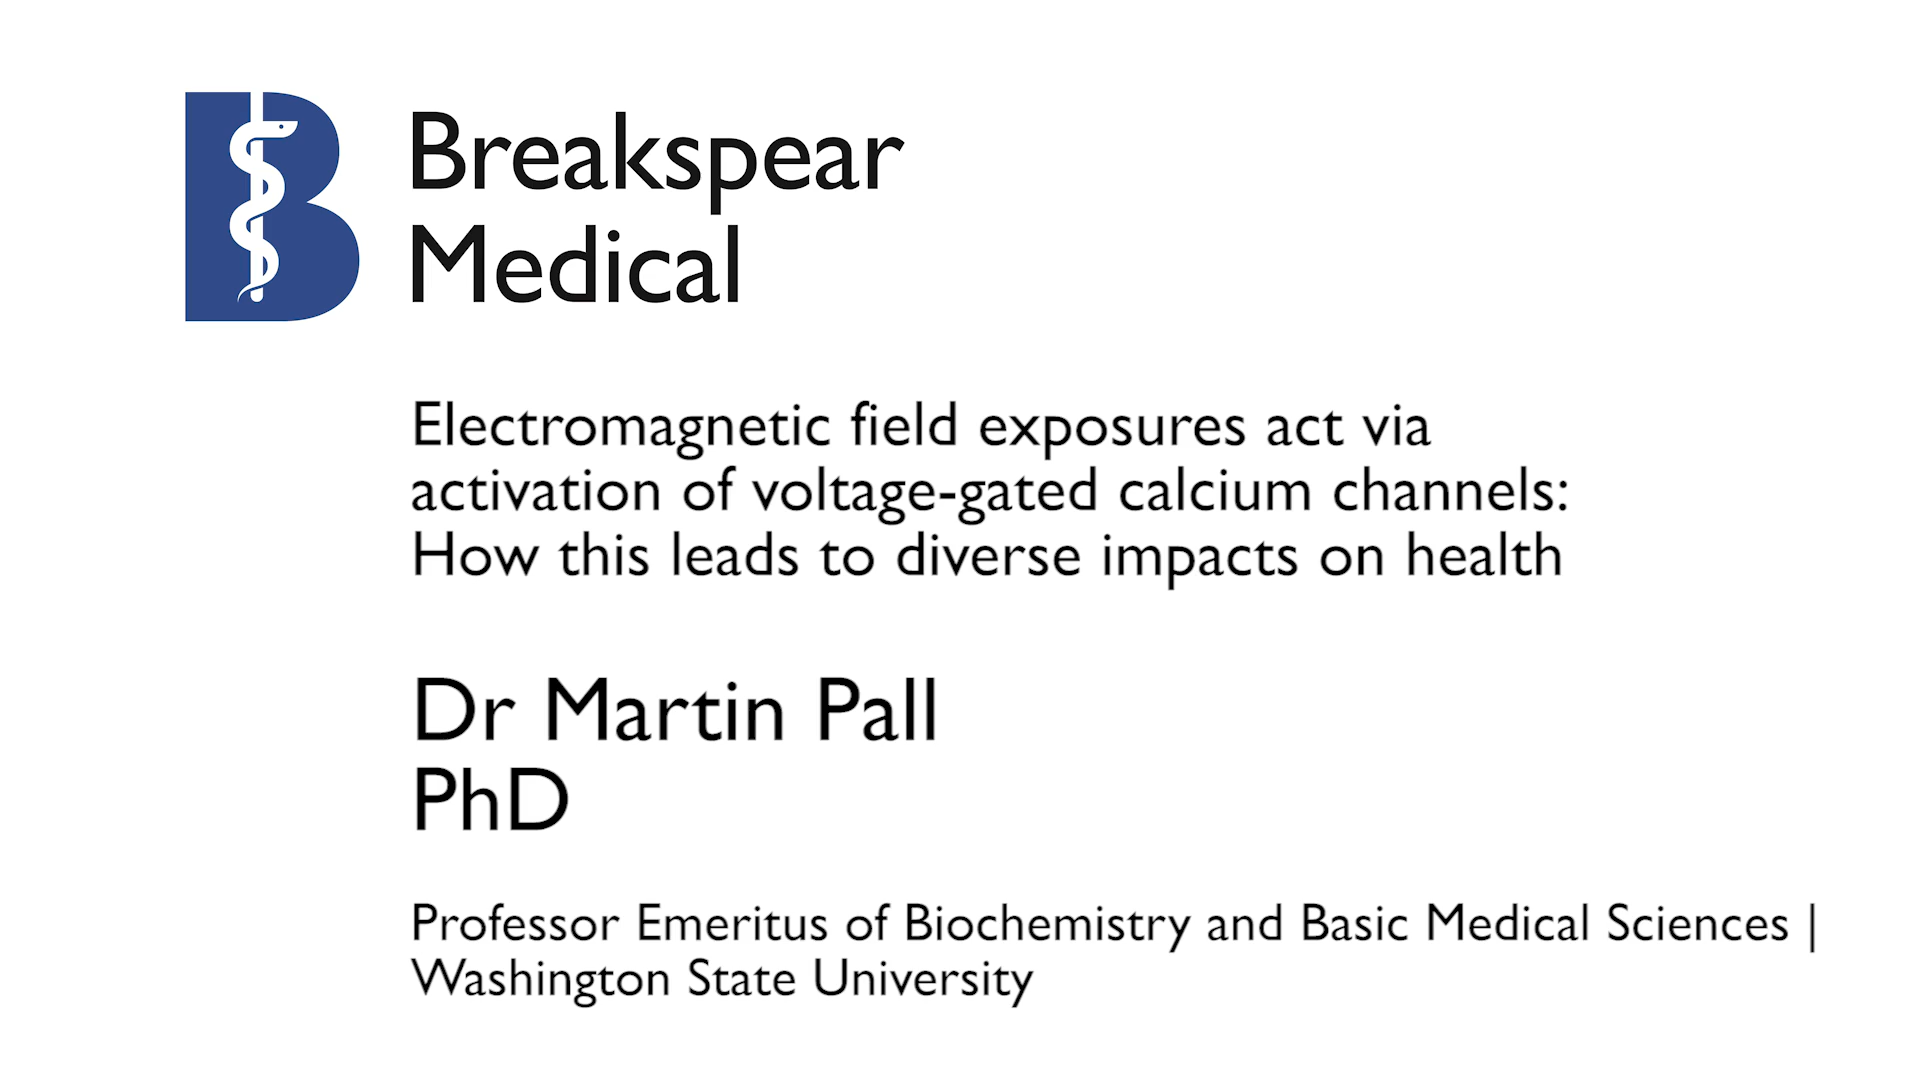 Breakspear
Medical
Electromagnetic field exposures act via
activation of voltage-gated calcium channels:
How this leads to diverse impacts on health
Dr Martin Pall
PhD
Professor Emeritus of Biochemistry and Basic Medical Sciences |
Washington State University